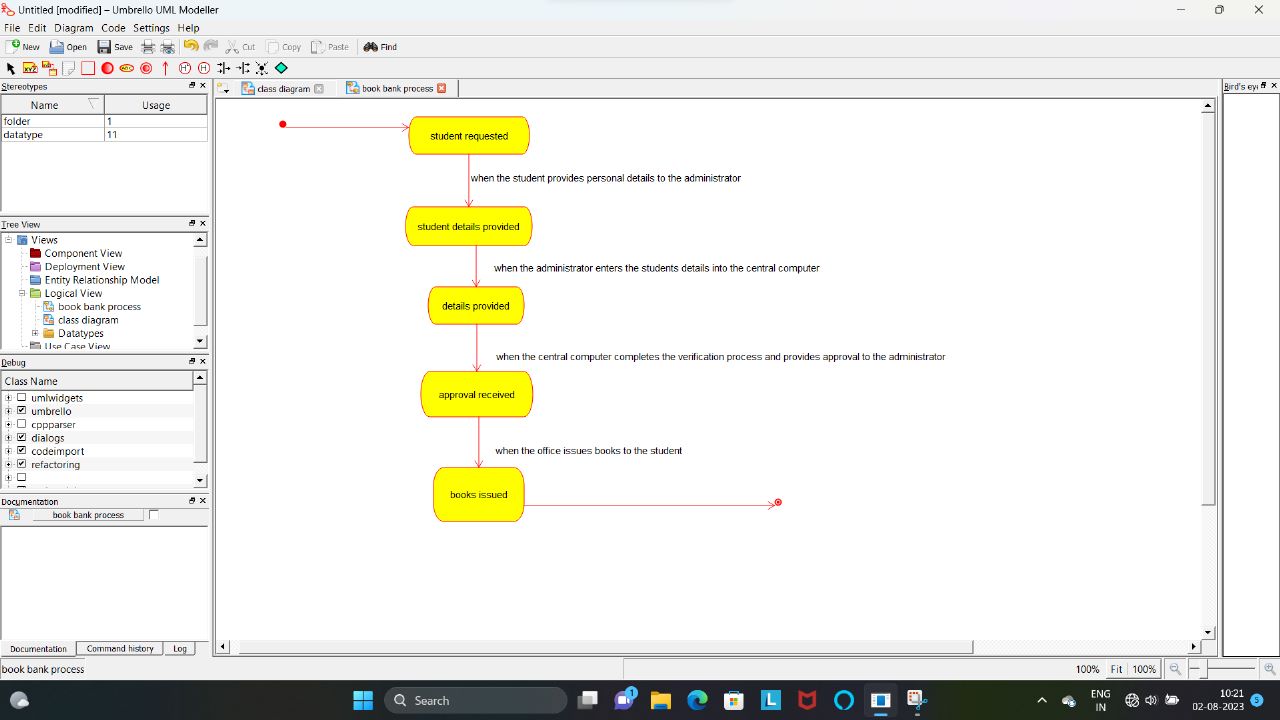 Untitled [modified] – Umbrello UML Modeller
File Edit Diagram Code Settings Help
New Open Save Cut Copy Paste Find
Stereotypes
Name Usage
folder 1
datatype 11
Tree View
Views
Component View
Deployment View
Entity Relationship Model
Logical View
book bank process
class diagram
Datatypes
Use Case View
Debug
Class Name
umlwidgets
umbrello
cppparser
dialogs
codeimport
refactoring
Documentation
book bank process
Documentation Command history Log
class diagram book bank process
student requested
when the student provides personal details to the administrator
student details provided
when the administrator enters the students details into the central computer
details provided
when the central computer completes the verification process and provides approval to the administrator
approval received
when the office issues books to the student
books issued
Bird's ey
book bank process
100% Fit 100%
Search
1
L
ENG
IN
10:21
02-08-2023
5